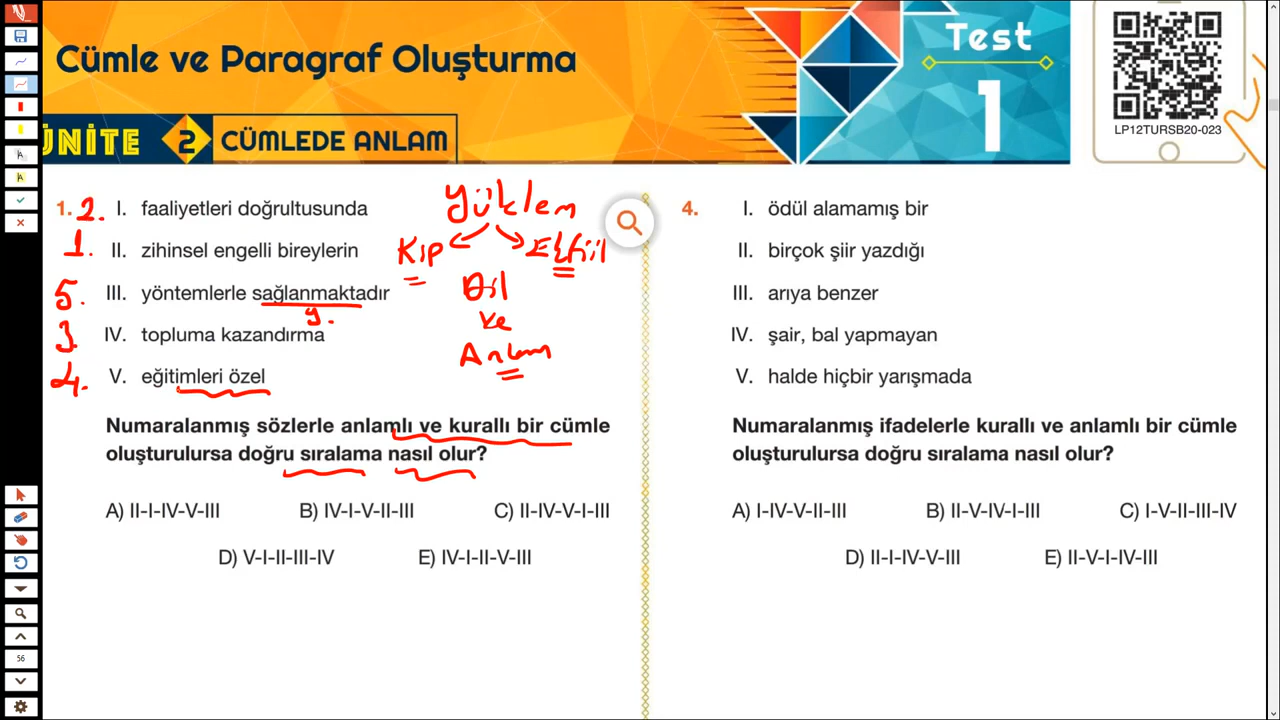 Cümle ve Paragraf Oluşturma
Test
1
LP12TURSB20-023
ÜNİTE 2 CÜMLEDE ANLAM
1. 2. I. faaliyetleri doğrultusunda
1. II. zihinsel engelli bireylerin
5. III. yöntemlerle sağlanmaktadır
y.
3. IV. topluma kazandırma
4. V. eğitimleri özel
Yüklem
Kip
Ekfiil
Dil
ve
Anlam
Numaralanmış sözlerle anlamlı ve kurallı bir cümle
oluşturulursa doğru sıralama nasıl olur?
A) II-I-IV-V-III B) IV-I-V-II-III C) II-IV-V-I-III
D) V-I-II-III-IV E) IV-I-II-V-III
4. I. ödül alamamış bir
II. birçok şiir yazdığı
III. arıya benzer
IV. şair, bal yapmayan
V. halde hiçbir yarışmada
Numaralanmış ifadelerle kurallı ve anlamlı bir cümle
oluşturulursa doğru sıralama nasıl olur?
A) I-IV-V-II-III B) II-V-IV-I-III C) I-V-II-III-IV
D) II-I-IV-V-III E) II-V-I-IV-III
A
A
56